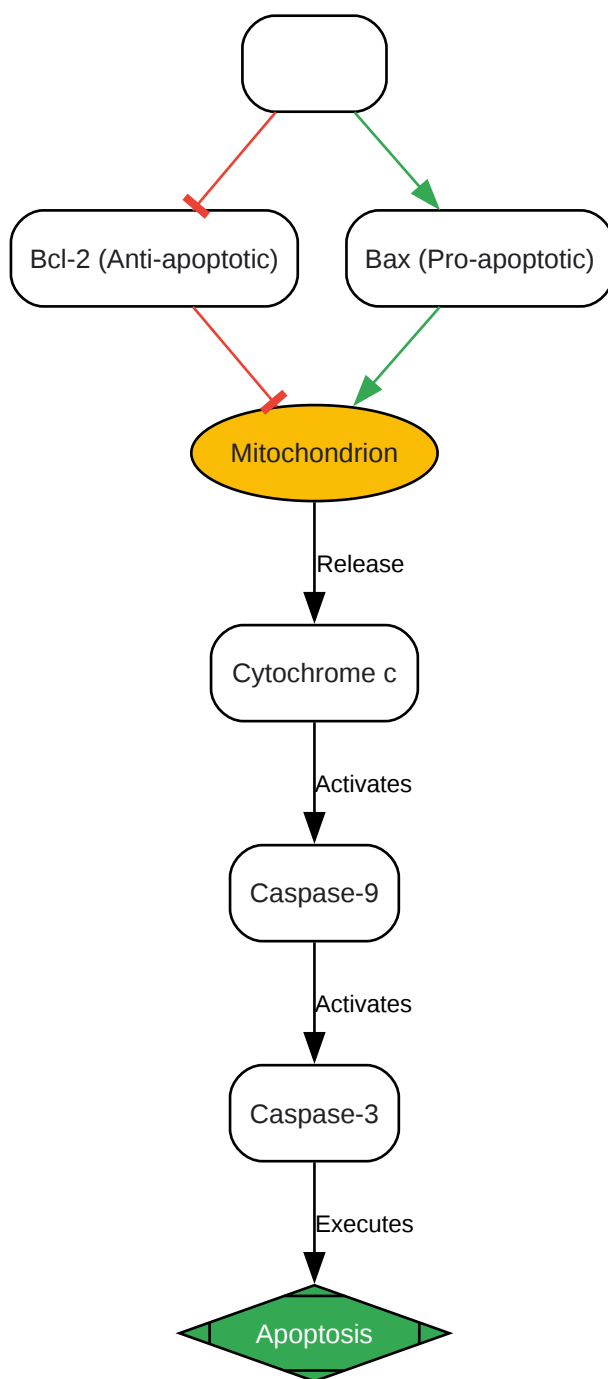 Bcl-2 (Anti-apoptotic)
Bax (Pro-apoptotic)
Mitochondrion
Release
Cytochrome c
Activates
Caspase-9
Activates
Caspase-3
Executes
Apoptosis